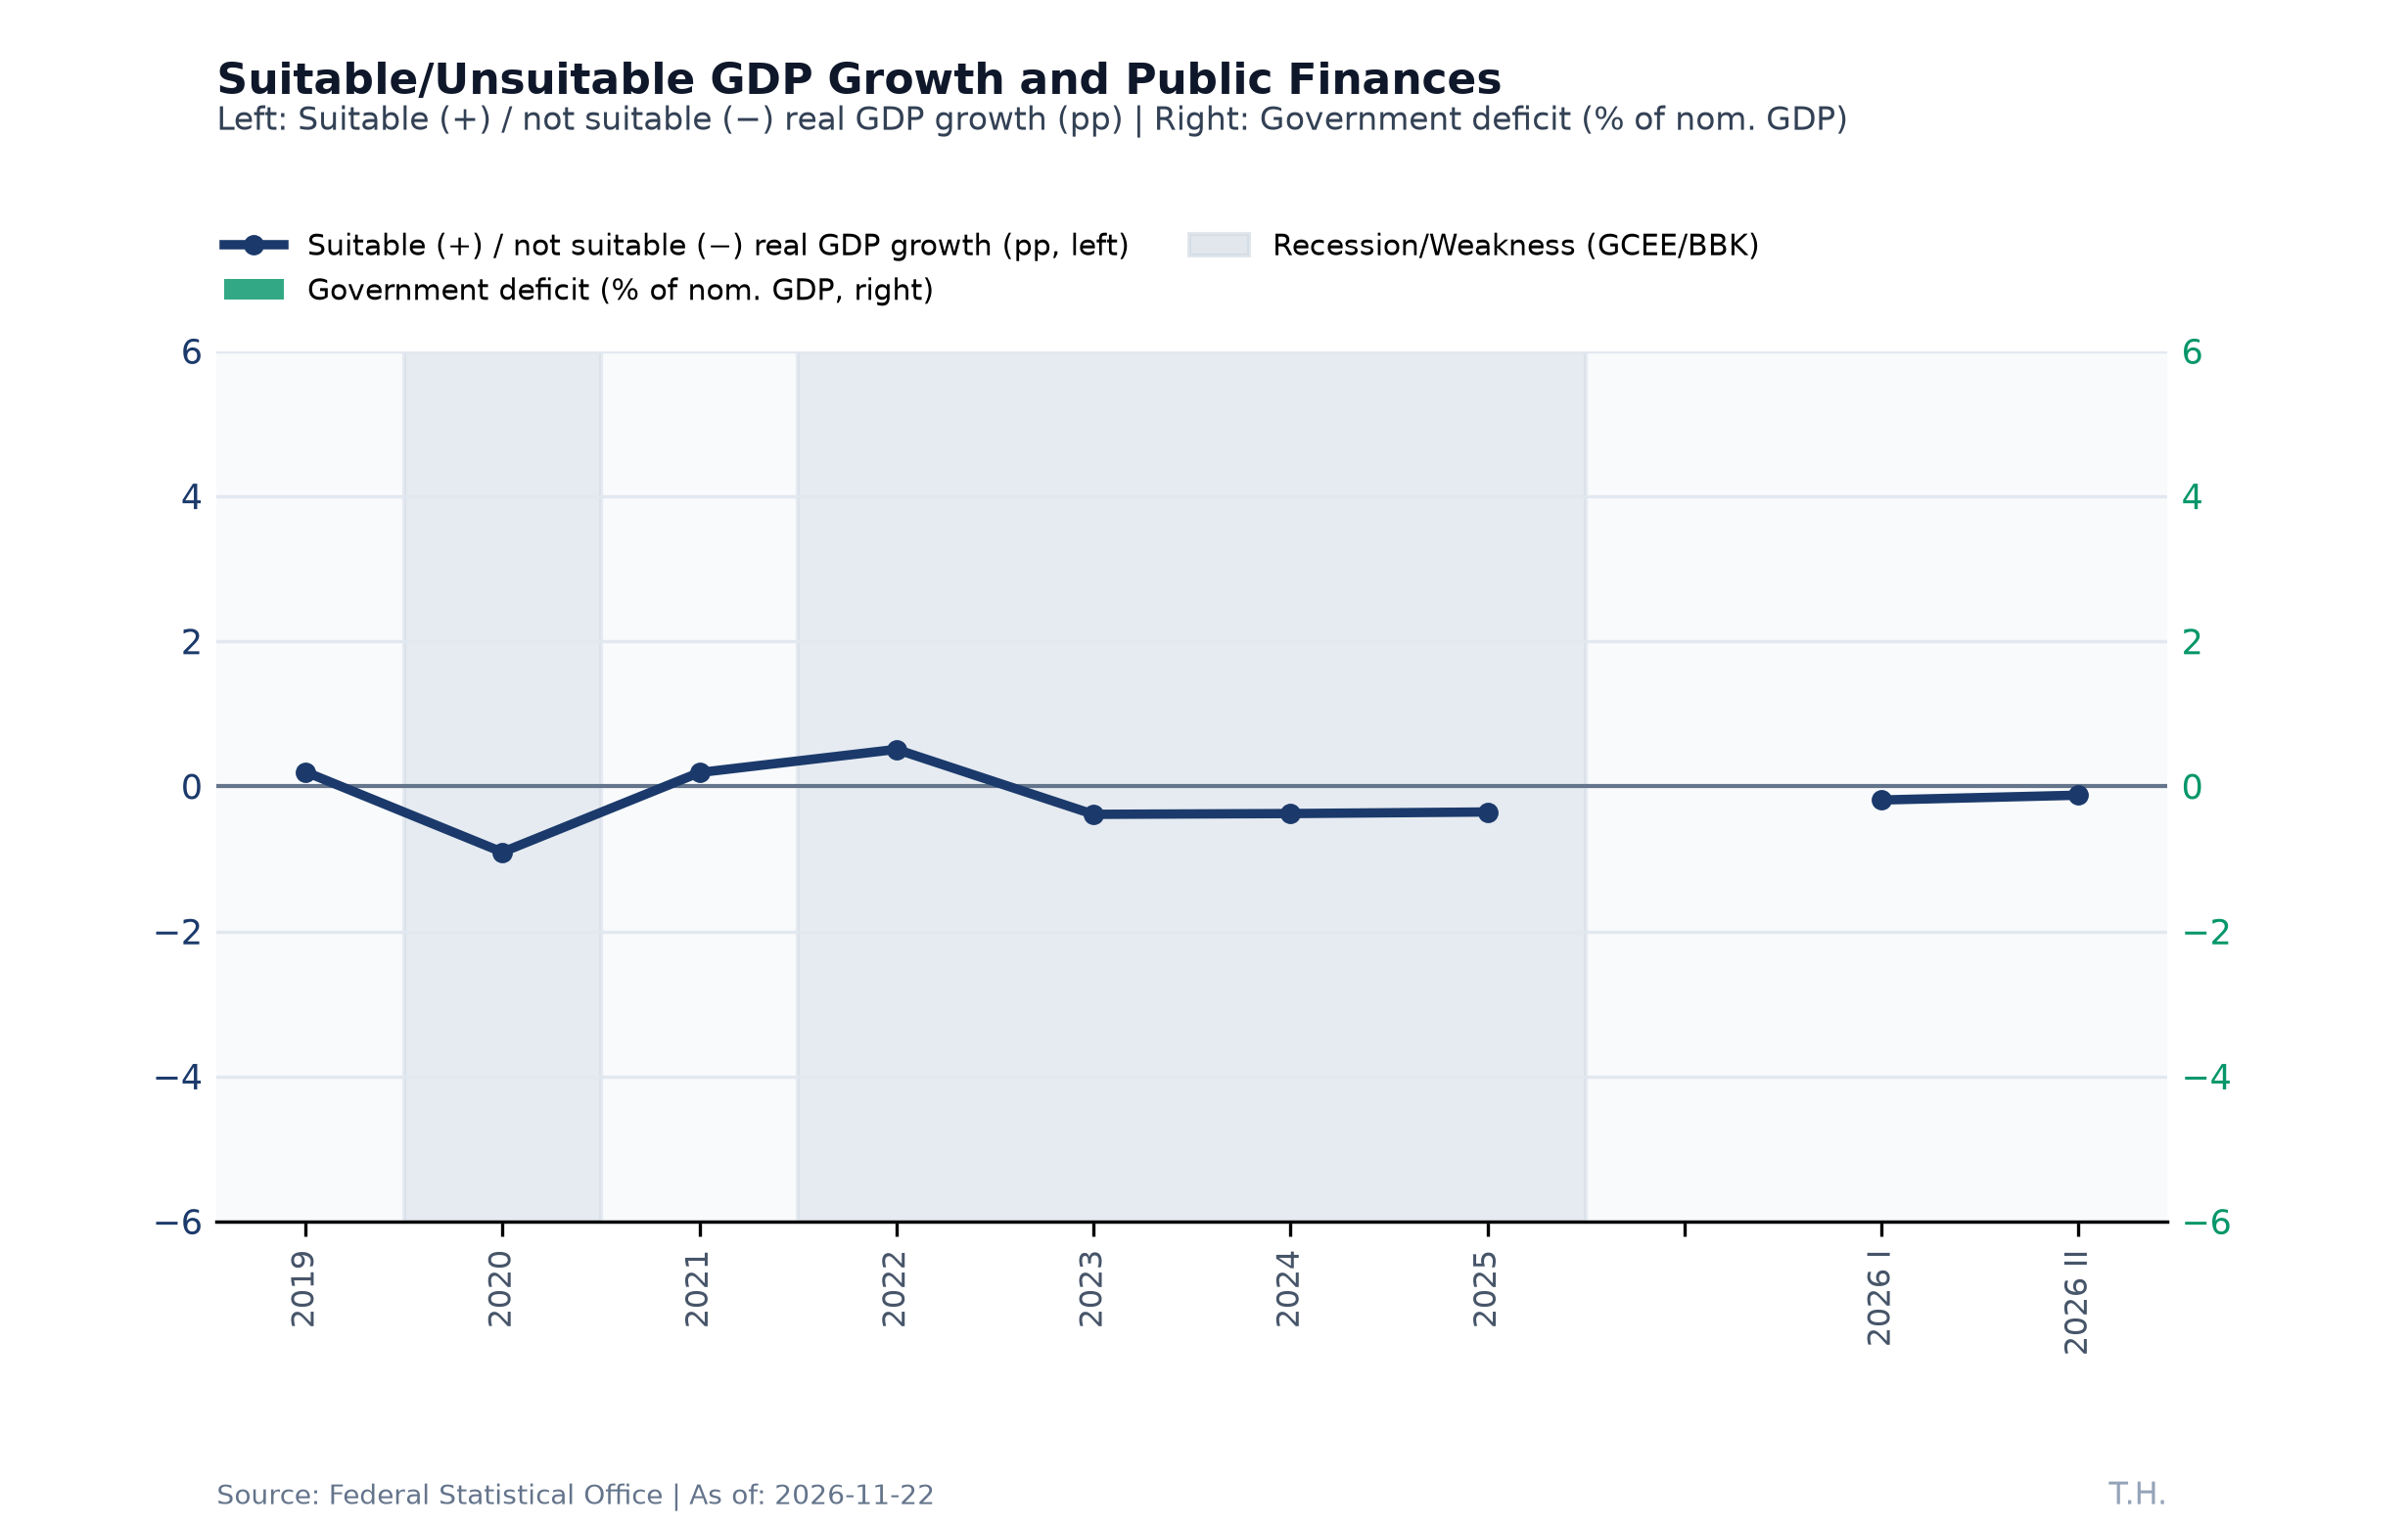 Suitable/Unsuitable GDP Growth and Public Finances
Left: Suitable (+) / not suitable (−) real GDP growth (pp) | Right: Government deficit (% of nom. GDP)
Suitable (+) / not suitable (−) real GDP growth (pp, left)
Recession/Weakness (GCEE/BBK)
Government deficit (% of nom. GDP, right)
6 6
4 4
2 2
0 0
−2 −2
−4 −4
−6 −6
2019 2020 2021 2022 2023 2024 2025 2026 I 2026 II
Source: Federal Statistical Office | As of: 2026-11-22
T.H.